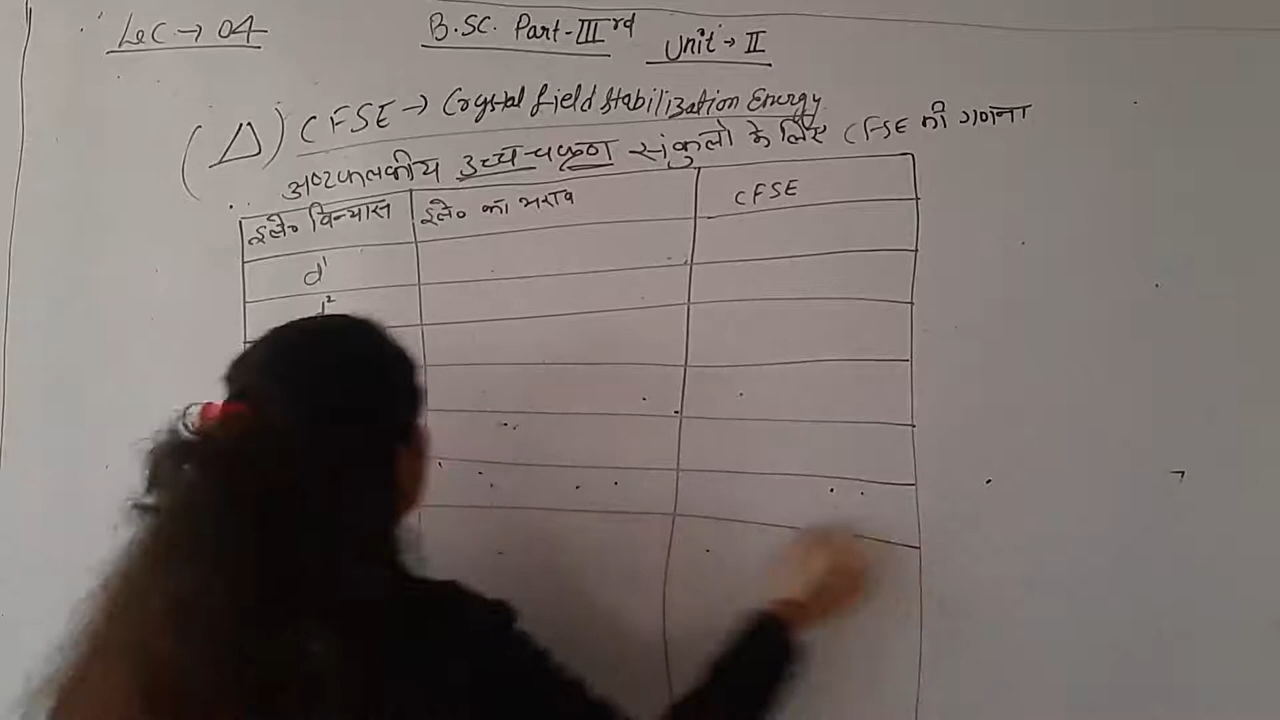 Lec → 04
B.SC. Part-IIIrd
Unit → II
(Δ) CFSE → Crystal field Stabilization Energy
अष्टफलकीय उच्च-चक्रण संकुलो के लिए CFSE की गणना
इले० विन्यास इले० का भराव CFSE
d¹
d²